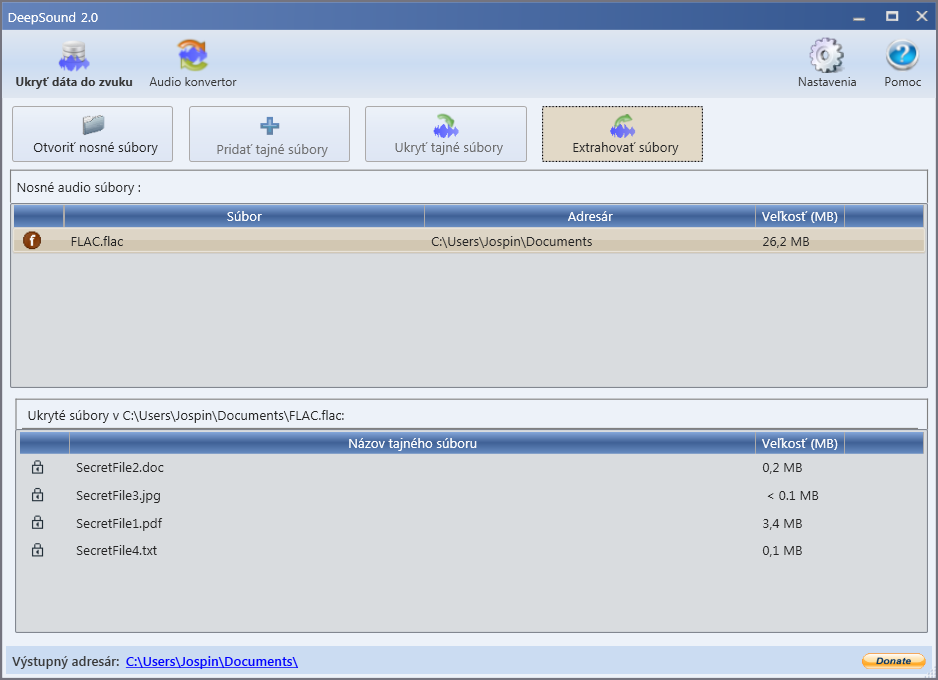 DeepSound 2.0
Ukryť dáta do zvuku Audio konvertor Nastavenia Pomoc
Otvoriť nosné súbory Pridať tajné súbory Ukryť tajné súbory Extrahovať súbory
Nosné audio súbory :
Súbor Adresár Veľkosť (MB)
f FLAC.flac C:\Users\Jospin\Documents 26,2 MB
Ukryté súbory v C:\Users\Jospin\Documents\FLAC.flac:
Názov tajného súboru Veľkosť (MB)
SecretFile2.doc 0,2 MB
SecretFile3.jpg < 0.1 MB
SecretFile1.pdf 3,4 MB
SecretFile4.txt 0,1 MB
Výstupný adresár: C:\Users\Jospin\Documents\ Donate